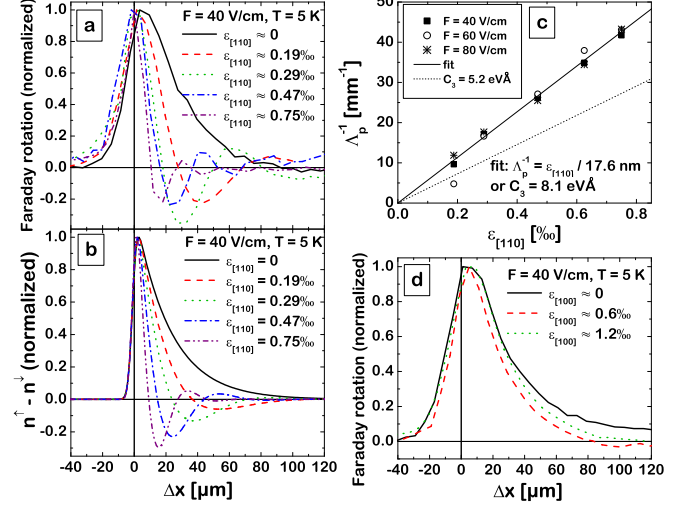 Faraday rotation (normalized)
1.0
0.8
0.6
0.4
0.2
0.0
-0.2
a
F = 40 V/cm, T = 5 K
ε[110] ≈ 0
ε[110] ≈ 0.19‰
ε[110] ≈ 0.29‰
ε[110] ≈ 0.47‰
ε[110] ≈ 0.75‰
n↑ - n↓ (normalized)
1.0
0.8
0.6
0.4
0.2
0.0
-0.2
b
F = 40 V/cm, T = 5 K
ε[110] = 0
ε[110] = 0.19‰
ε[110] = 0.29‰
ε[110] = 0.47‰
ε[110] = 0.75‰
-40 -20 0 20 40 60 80 100 120
Δx [µm]
Λp⁻¹ [mm⁻¹]
50
40
30
20
10
0
F = 40 V/cm
F = 60 V/cm
F = 80 V/cm
fit
C₃ = 5.2 eVÅ
c
fit: Λp⁻¹ = ε[110] / 17.6 nm
or C₃ = 8.1 eVÅ
0.0 0.2 0.4 0.6 0.8
ε[110] [‰]
Faraday rotation (normalized)
1.0
0.8
0.6
0.4
0.2
0.0
d
F = 40 V/cm, T = 5K
ε[100] ≈ 0
ε[100] ≈ 0.6‰
ε[100] ≈ 1.2‰
-40 -20 0 20 40 60 80 100 120
Δx [µm]